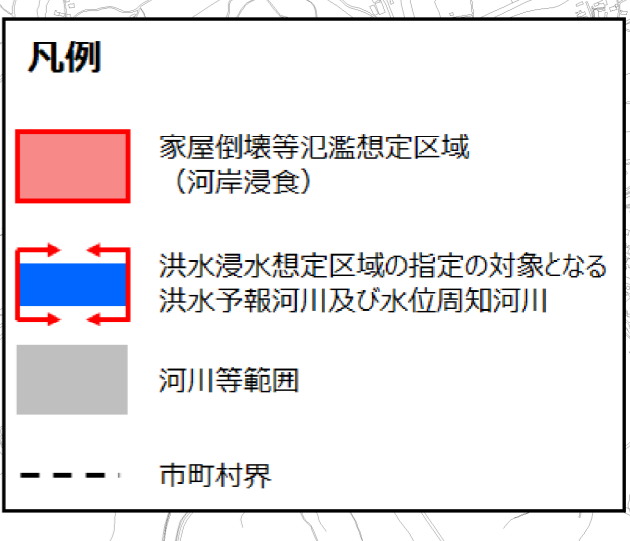 凡例
家屋倒壊等氾濫想定区域
（河岸浸食）
洪水浸水想定区域の指定の対象となる
洪水予報河川及び水位周知河川
河川等範囲
市町村界